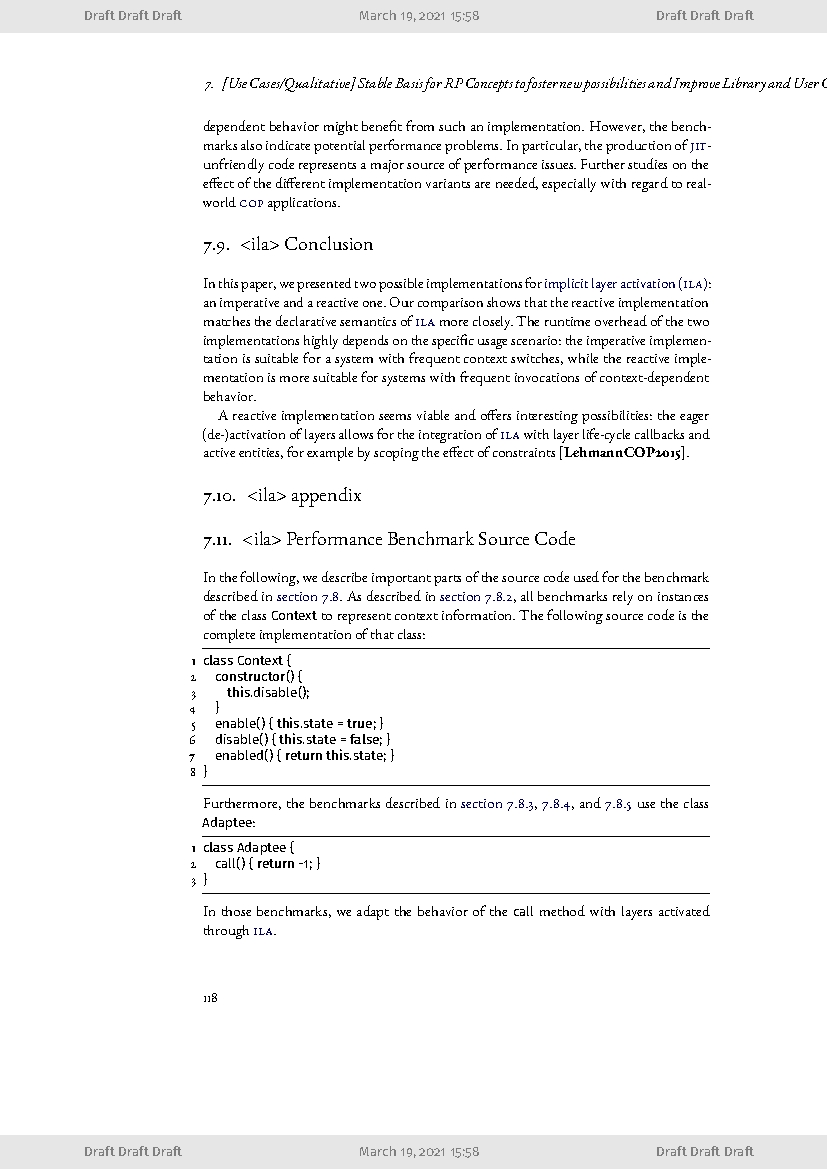 Draft Draft Draft March 19, 2021 15:58 Draft Draft Draft
7. [Use Cases/Qualitative] Stable Basis for RP Concepts to foster new possibilities and Improve Library and User
dependent behavior might benefit from such an implementation. However, the bench-
marks also indicate potential performance problems. In particular, the production of JIT-
unfriendly code represents a major source of performance issues. Further studies on the
effect of the different implementation variants are needed, especially with regard to real-
world COP applications.
7.9. <ila> Conclusion
In this paper, we presented two possible implementations for implicit layer activation (ILA):
an imperative and a reactive one. Our comparison shows that the reactive implementation
matches the declarative semantics of ILA more closely. The runtime overhead of the two
implementations highly depends on the specific usage scenario: the imperative implemen-
tation is suitable for a system with frequent context switches, while the reactive imple-
mentation is more suitable for systems with frequent invocations of context-dependent
behavior.
A reactive implementation seems viable and offers interesting possibilities: the eager
(de-)activation of layers allows for the integration of ILA with layer life-cycle callbacks and
active entities, for example by scoping the effect of constraints [LehmannCOP2015].
7.10. <ila> appendix
7.11. <ila> Performance Benchmark Source Code
In the following, we describe important parts of the source code used for the benchmark
described in section 7.8. As described in section 7.8.2, all benchmarks rely on instances
of the class Context to represent context information. The following source code is the
complete implementation of that class:
1 class Context {
2 constructor() {
3 this.disable();
4 }
5 enable() { this.state = true; }
6 disable() { this.state = false; }
7 enabled() { return this.state; }
8 }
Furthermore, the benchmarks described in section 7.8.3, 7.8.4, and 7.8.5 use the class
Adaptee:
1 class Adaptee {
2 call() { return -1; }
3 }
In those benchmarks, we adapt the behavior of the call method with layers activated
through ILA.
118
Draft Draft Draft March 19, 2021 15:58 Draft Draft Draft